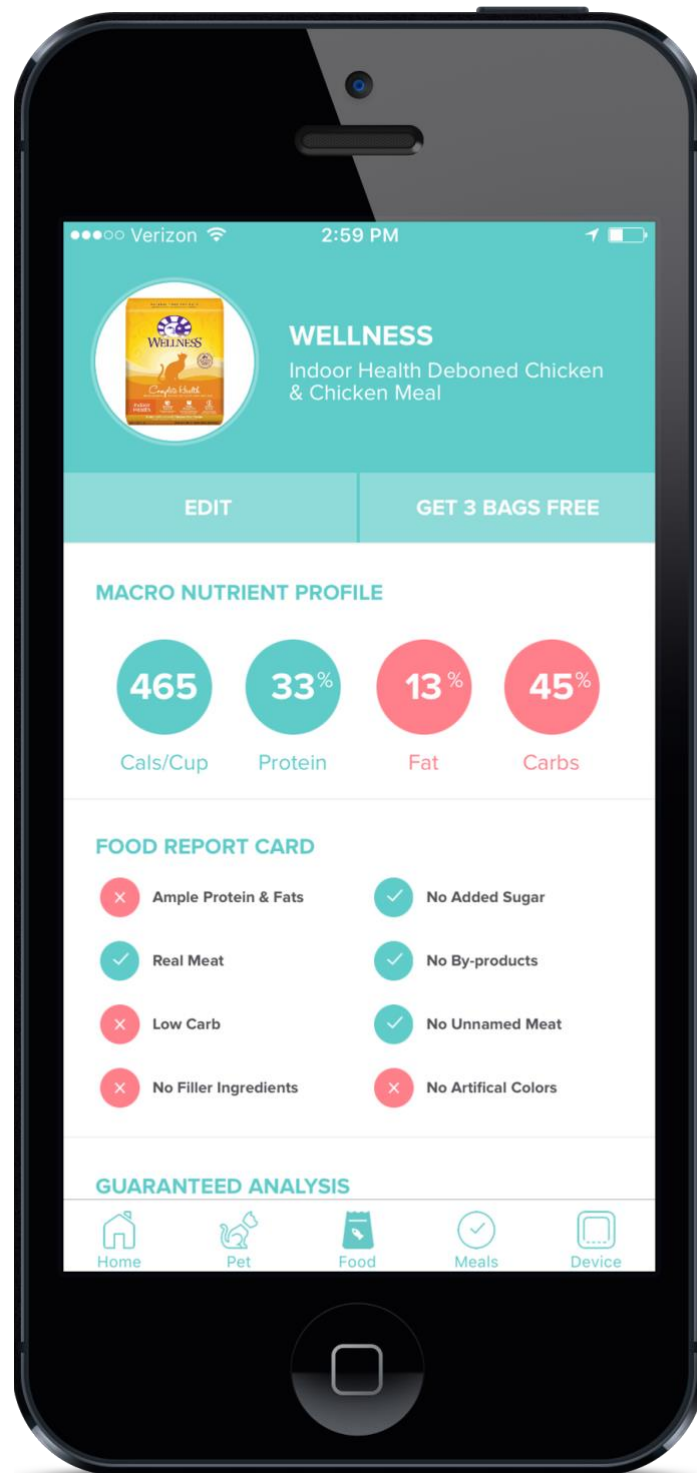 Verizon 2:59 PM
WELLNESS
Complete Health
WELLNESS
Indoor Health Deboned Chicken
& Chicken Meal
EDIT GET 3 BAGS FREE
MACRO NUTRIENT PROFILE
465 33% 13% 45%
Cals/Cup Protein Fat Carbs
FOOD REPORT CARD
Ample Protein & Fats No Added Sugar
Real Meat No By-products
Low Carb No Unnamed Meat
No Filler Ingredients No Artifical Colors
GUARANTEED ANALYSIS
Home Pet Food Meals Device